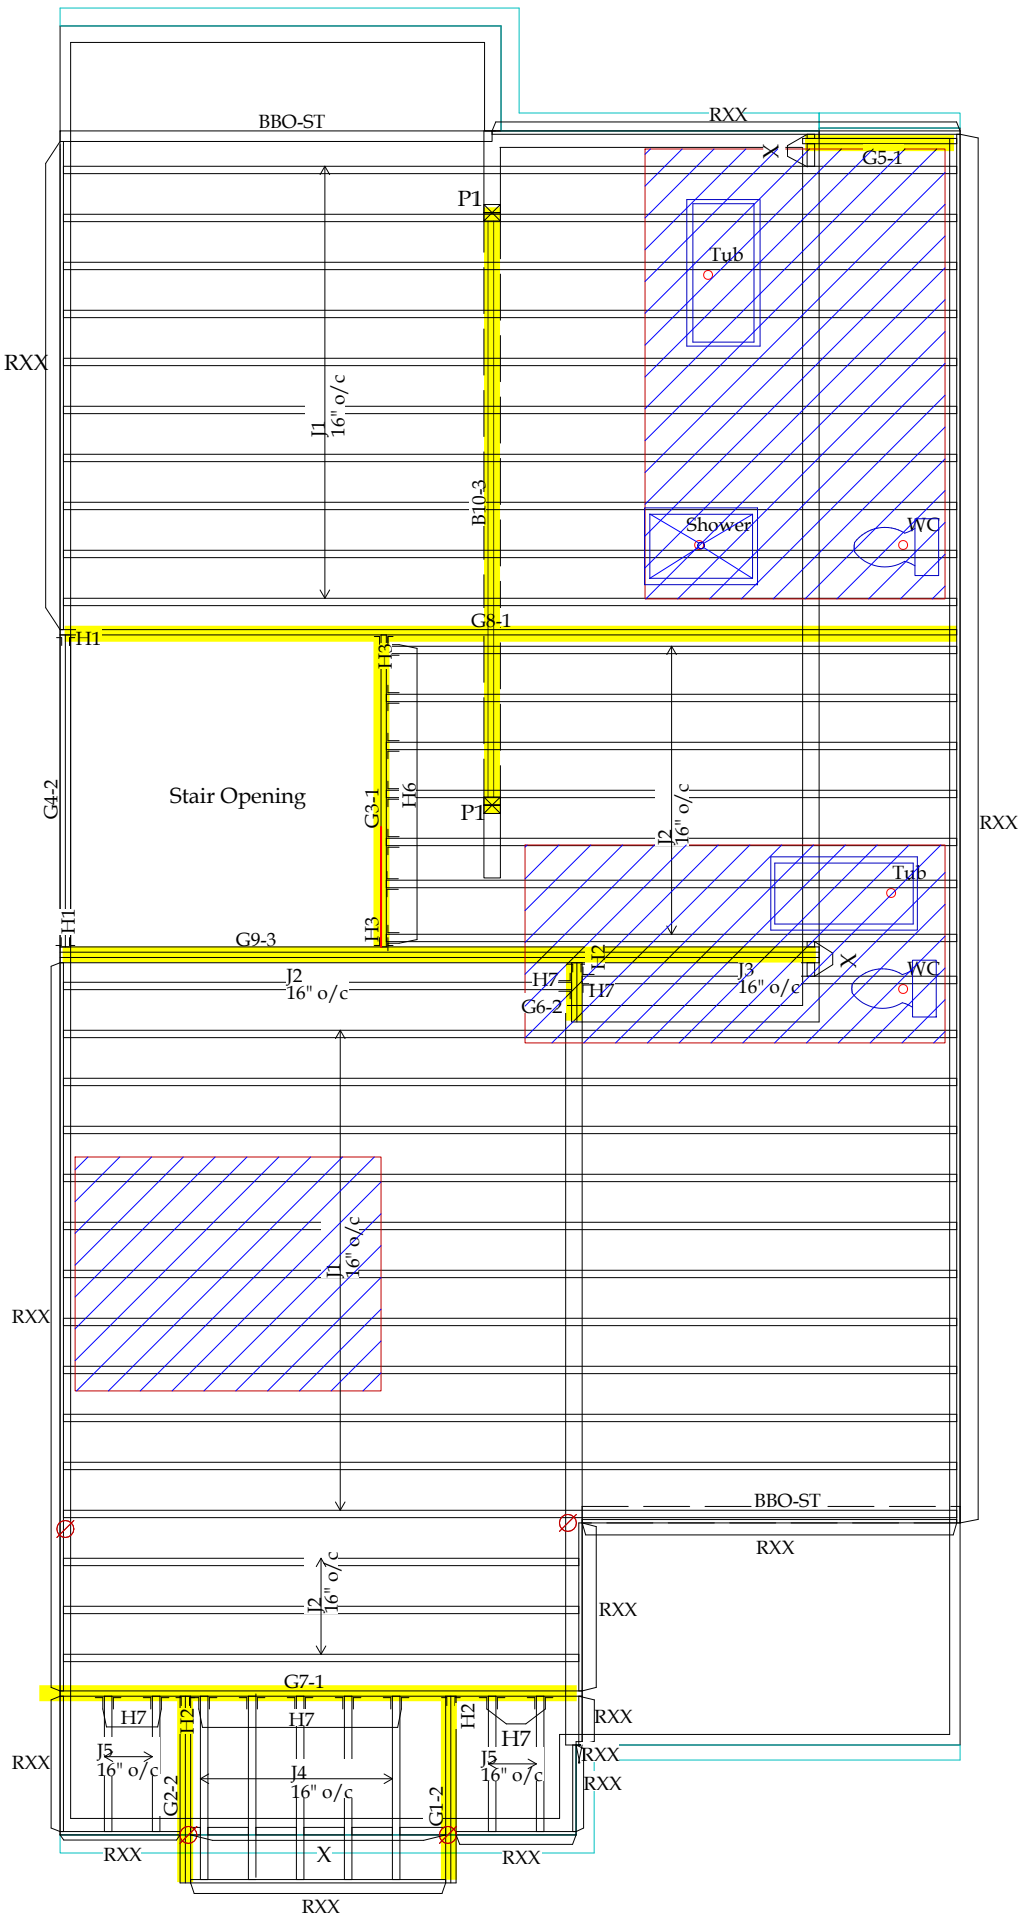 RXX
BBO-ST
X
G5-1
P1
Tub
RXX
J1
16" o/c
B10-3
Shower
WC
G8-1
H1
H3
G4-2
Stair Opening
G3-1
H6
P1
J2
16" o/c
RXX
Tub
H1
H3
G9-3
H2
X
J2
16" o/c
H7
H7
J3
16" o/c
WC
G6-2
J1
16" o/c
RXX
BBO-ST
RXX
J2
16" o/c
RXX
G7-1
H7
H2
H7
H2
H7
RXX
J5
16" o/c
J4
16" o/c
J5
16" o/c
RXX
RXX
RXX
G2-2
G1-2
RXX
X
RXX
RXX